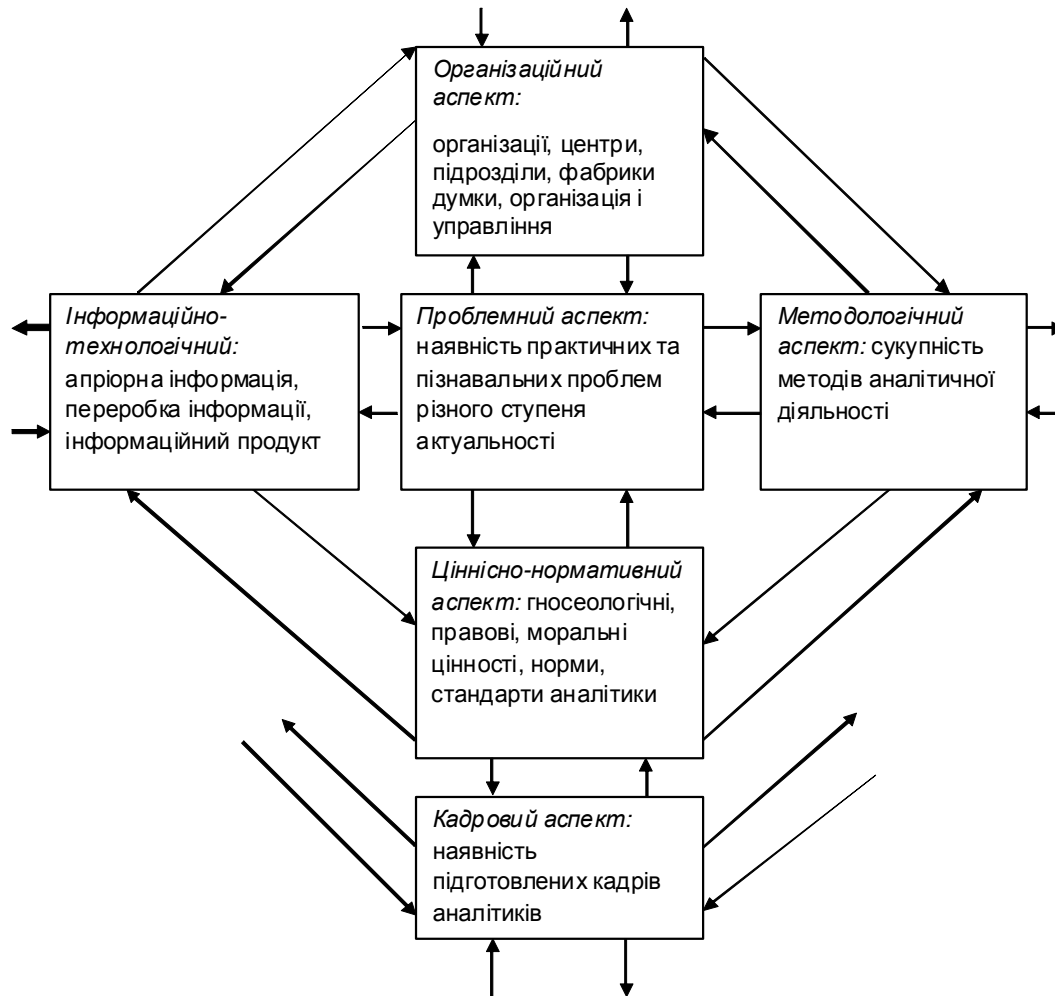 Організаційний
аспект:
організації, центри,
підрозділи, фабрики
думки, організація і
управління
Інформаційно-
технологічний:
апріорна інформація,
переробка інформації,
інформаційний продукт
Проблемний аспект:
наявність практичних та
пізнавальних проблем
різного ступеня
актуальності
Методологічний
аспект: сукупність
методів аналітичної
діяльності
Ціннісно-нормативний
аспект: гносеологічні,
правові, моральні
цінності, норми,
стандарти аналітики
Кадровий аспект:
наявність
підготовлених кадрів
аналітиків